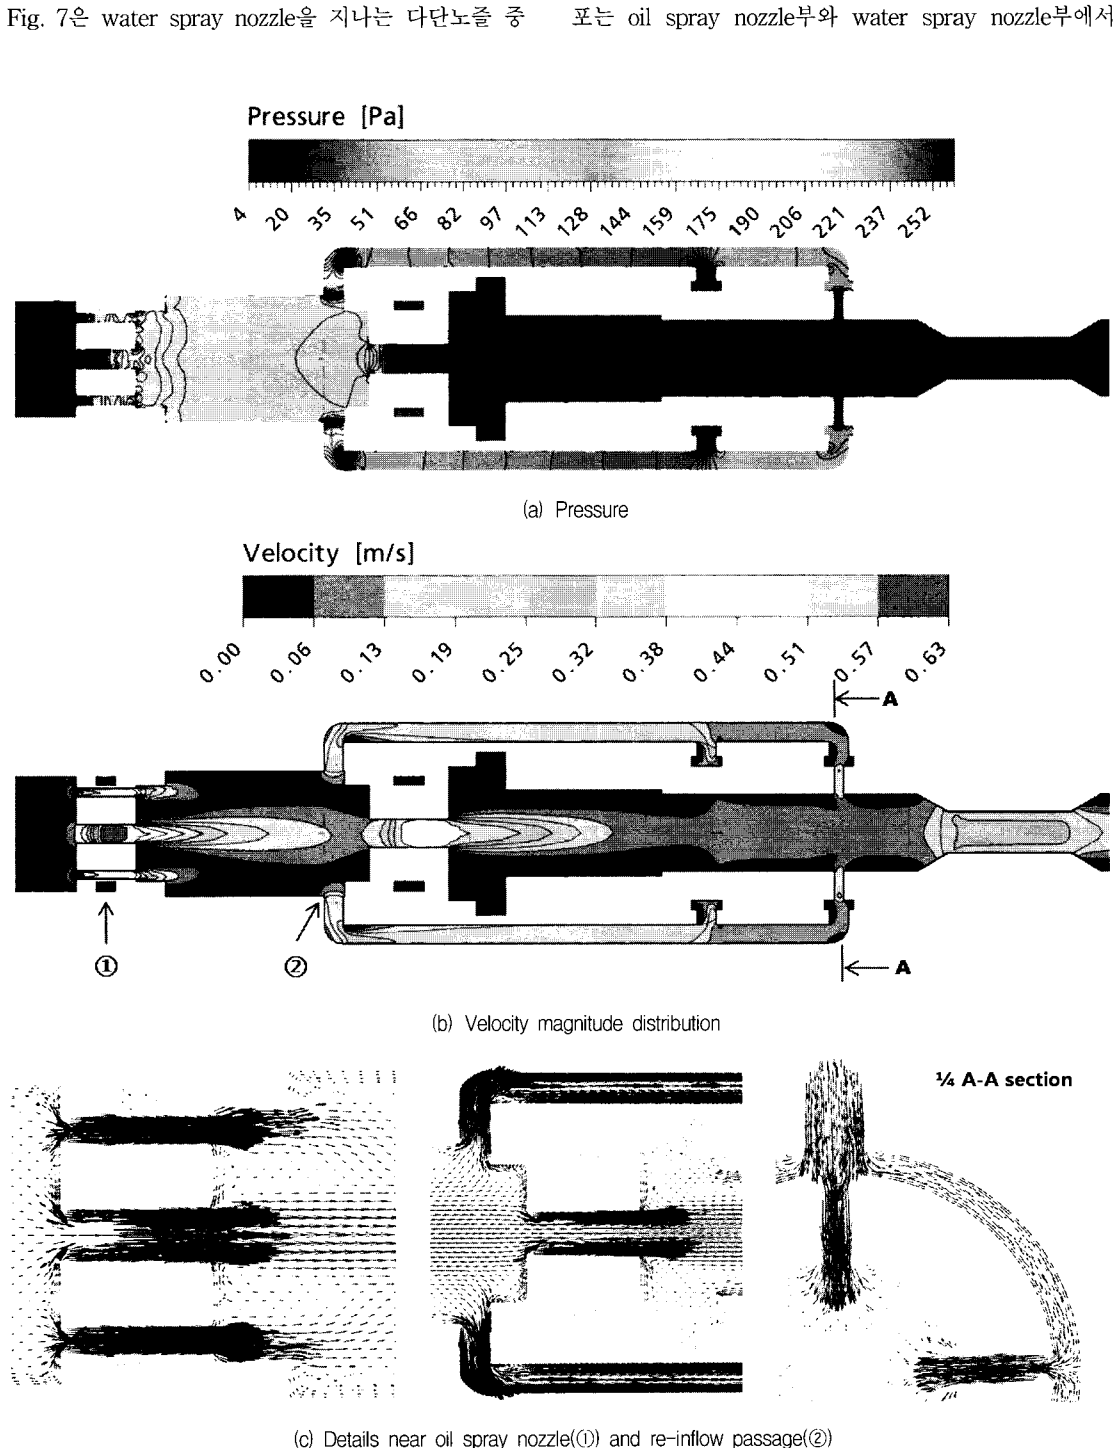 Fig. 7은 water spray nozzle을 지나는 다단노즐 중
포는 oil spray nozzle부와 water spray nozzle부에서
Pressure [Pa]
4 20 35 51 66 82 97 113 128 144 159 175 190 206 221 237 252
(a) Pressure
Velocity [m/s]
0.00 0.06 0.13 0.19 0.25 0.32 0.38 0.44 0.51 0.57 0.63
A
① ②
A
(b) Velocity magnitude distribution
¼ A-A section
(c) Details near oil spray nozzle(①) and re-inflow passage(②)